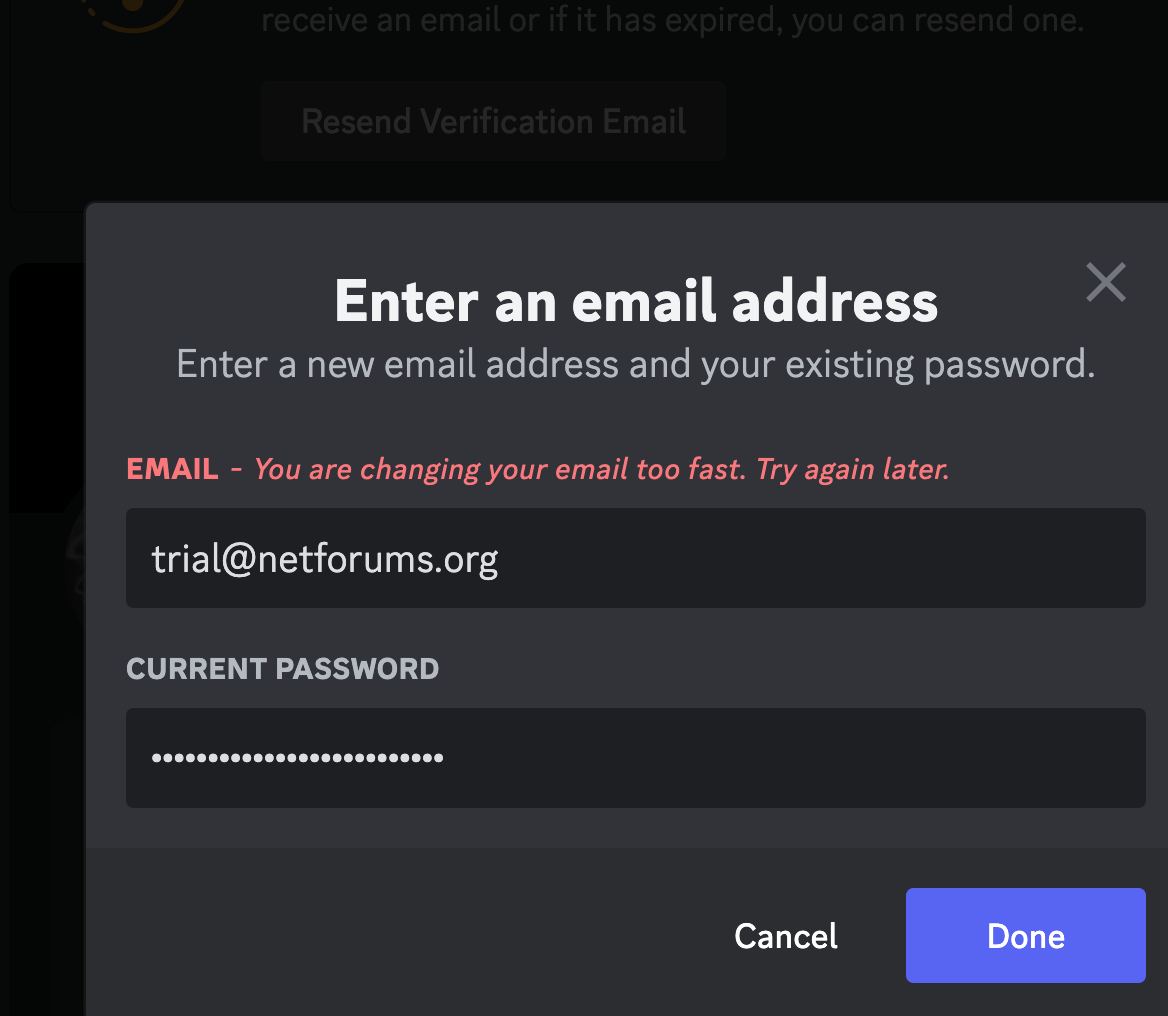 receive an email or if it has expired, you can resend one.
Resend Verification Email
Enter an email address
Enter a new email address and your existing password.
EMAIL - You are changing your email too fast. Try again later.
trial@netforums.org
CURRENT PASSWORD
••••••••••••••••••••••••••
Cancel
Done